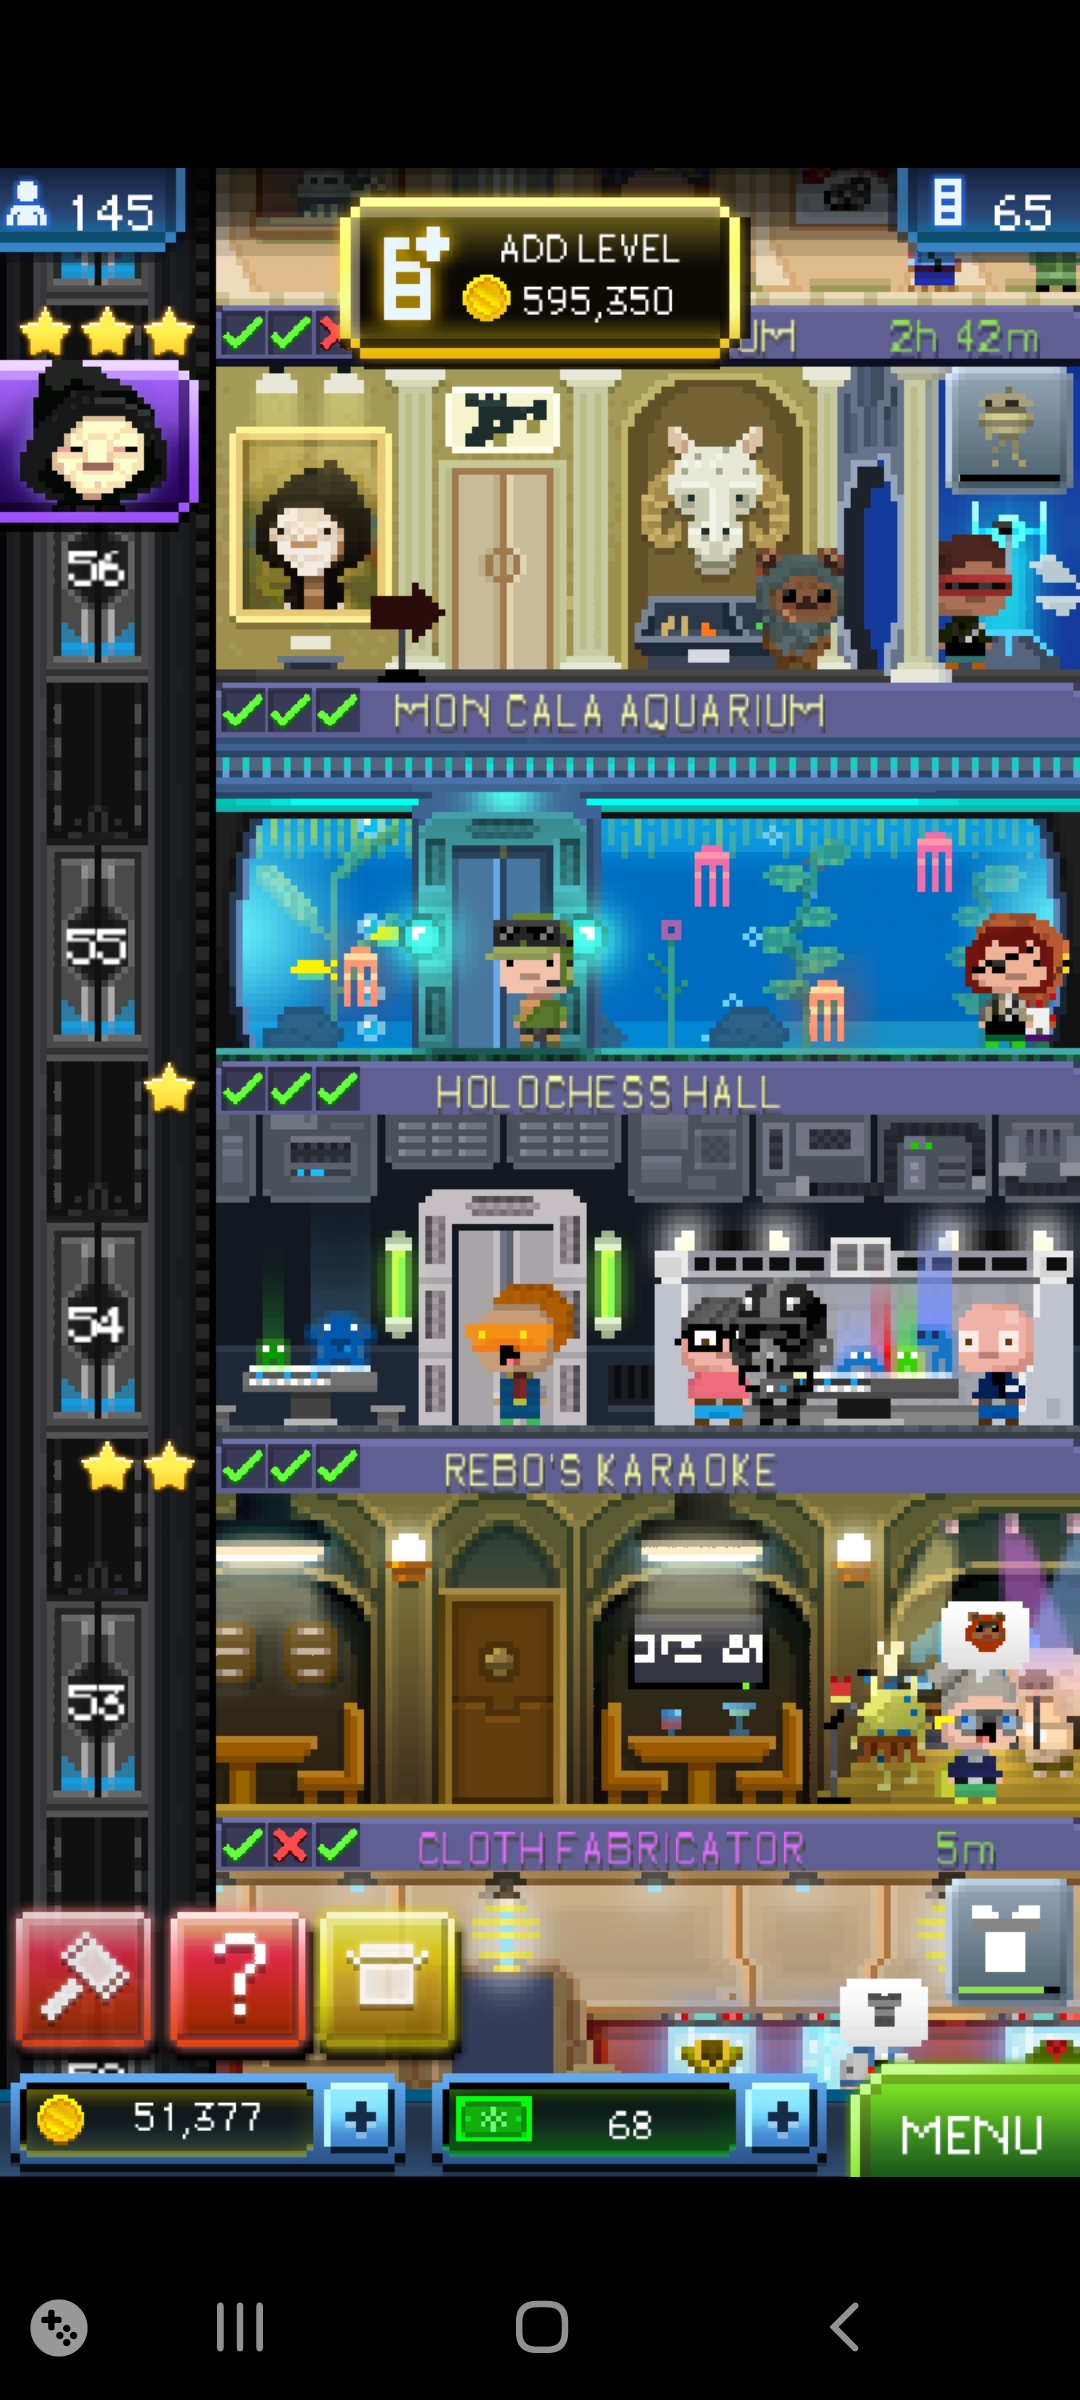 145
ADD LEVEL
595,350
65
UM
2h 42m
56
MON CALA AQUARIUM
55
HOLOCHESS HALL
54
REBO'S KARAOKE
53
CLOTH FABRICATOR
5m
?
51,377
+
68
+
MENU